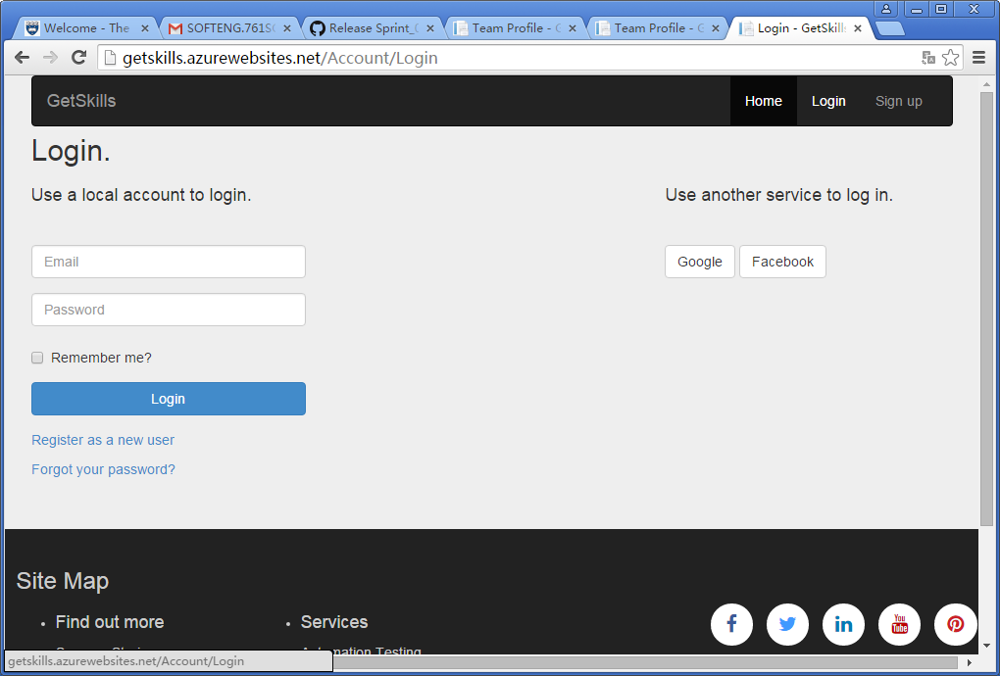 Welcome - The
SOFTENG.761S
Release Sprint_
Team Profile - G
Team Profile - G
Login - GetSkills
getskills.azurewebsites.net/Account/Login
GetSkills
Home
Login
Sign up
Login.
Use a local account to login.
Use another service to log in.
Email
Google
Facebook
Password
Remember me?
Login
Register as a new user
Forgot your password?
Site Map
Find out more
Services
Automation Testing
You
Tube
getskills.azurewebsites.net/Account/Login